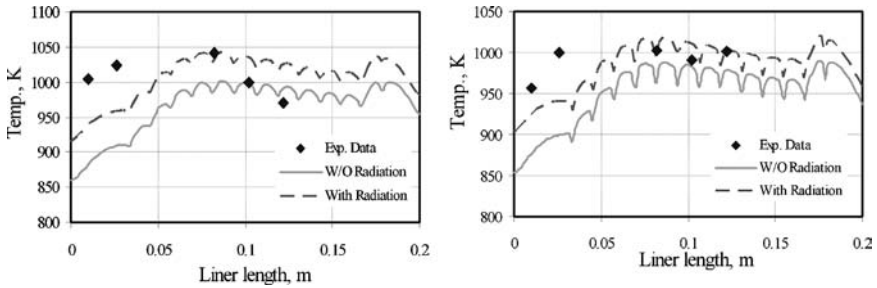 1100
1050
1000
950
900
850
800
Temp., K
Exp. Data
W/O Radiation
With Radiation
0 0.05 0.1 0.15 0.2
Liner length, m
1050
1000
950
900
850
800
Temp., K
Exp. Data
W/O Radiation
With Radiation
0 0.05 0.1 0.15 0.2
Liner length, m